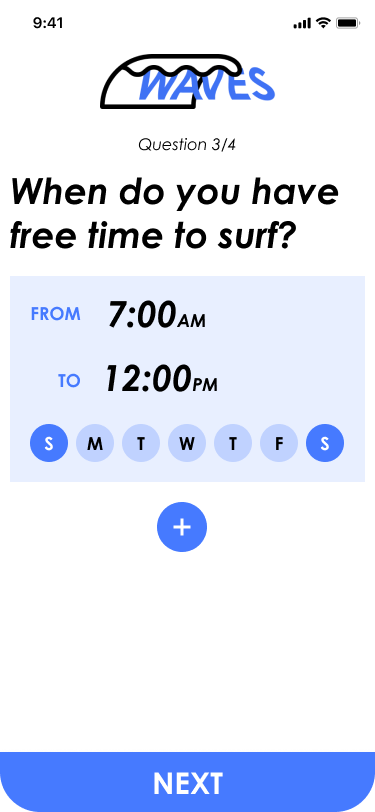 9:41
WAVES
Question 3/4
When do you have
free time to surf?
FROM 7:00AM
TO 12:00PM
S M T W T F S
+
NEXT